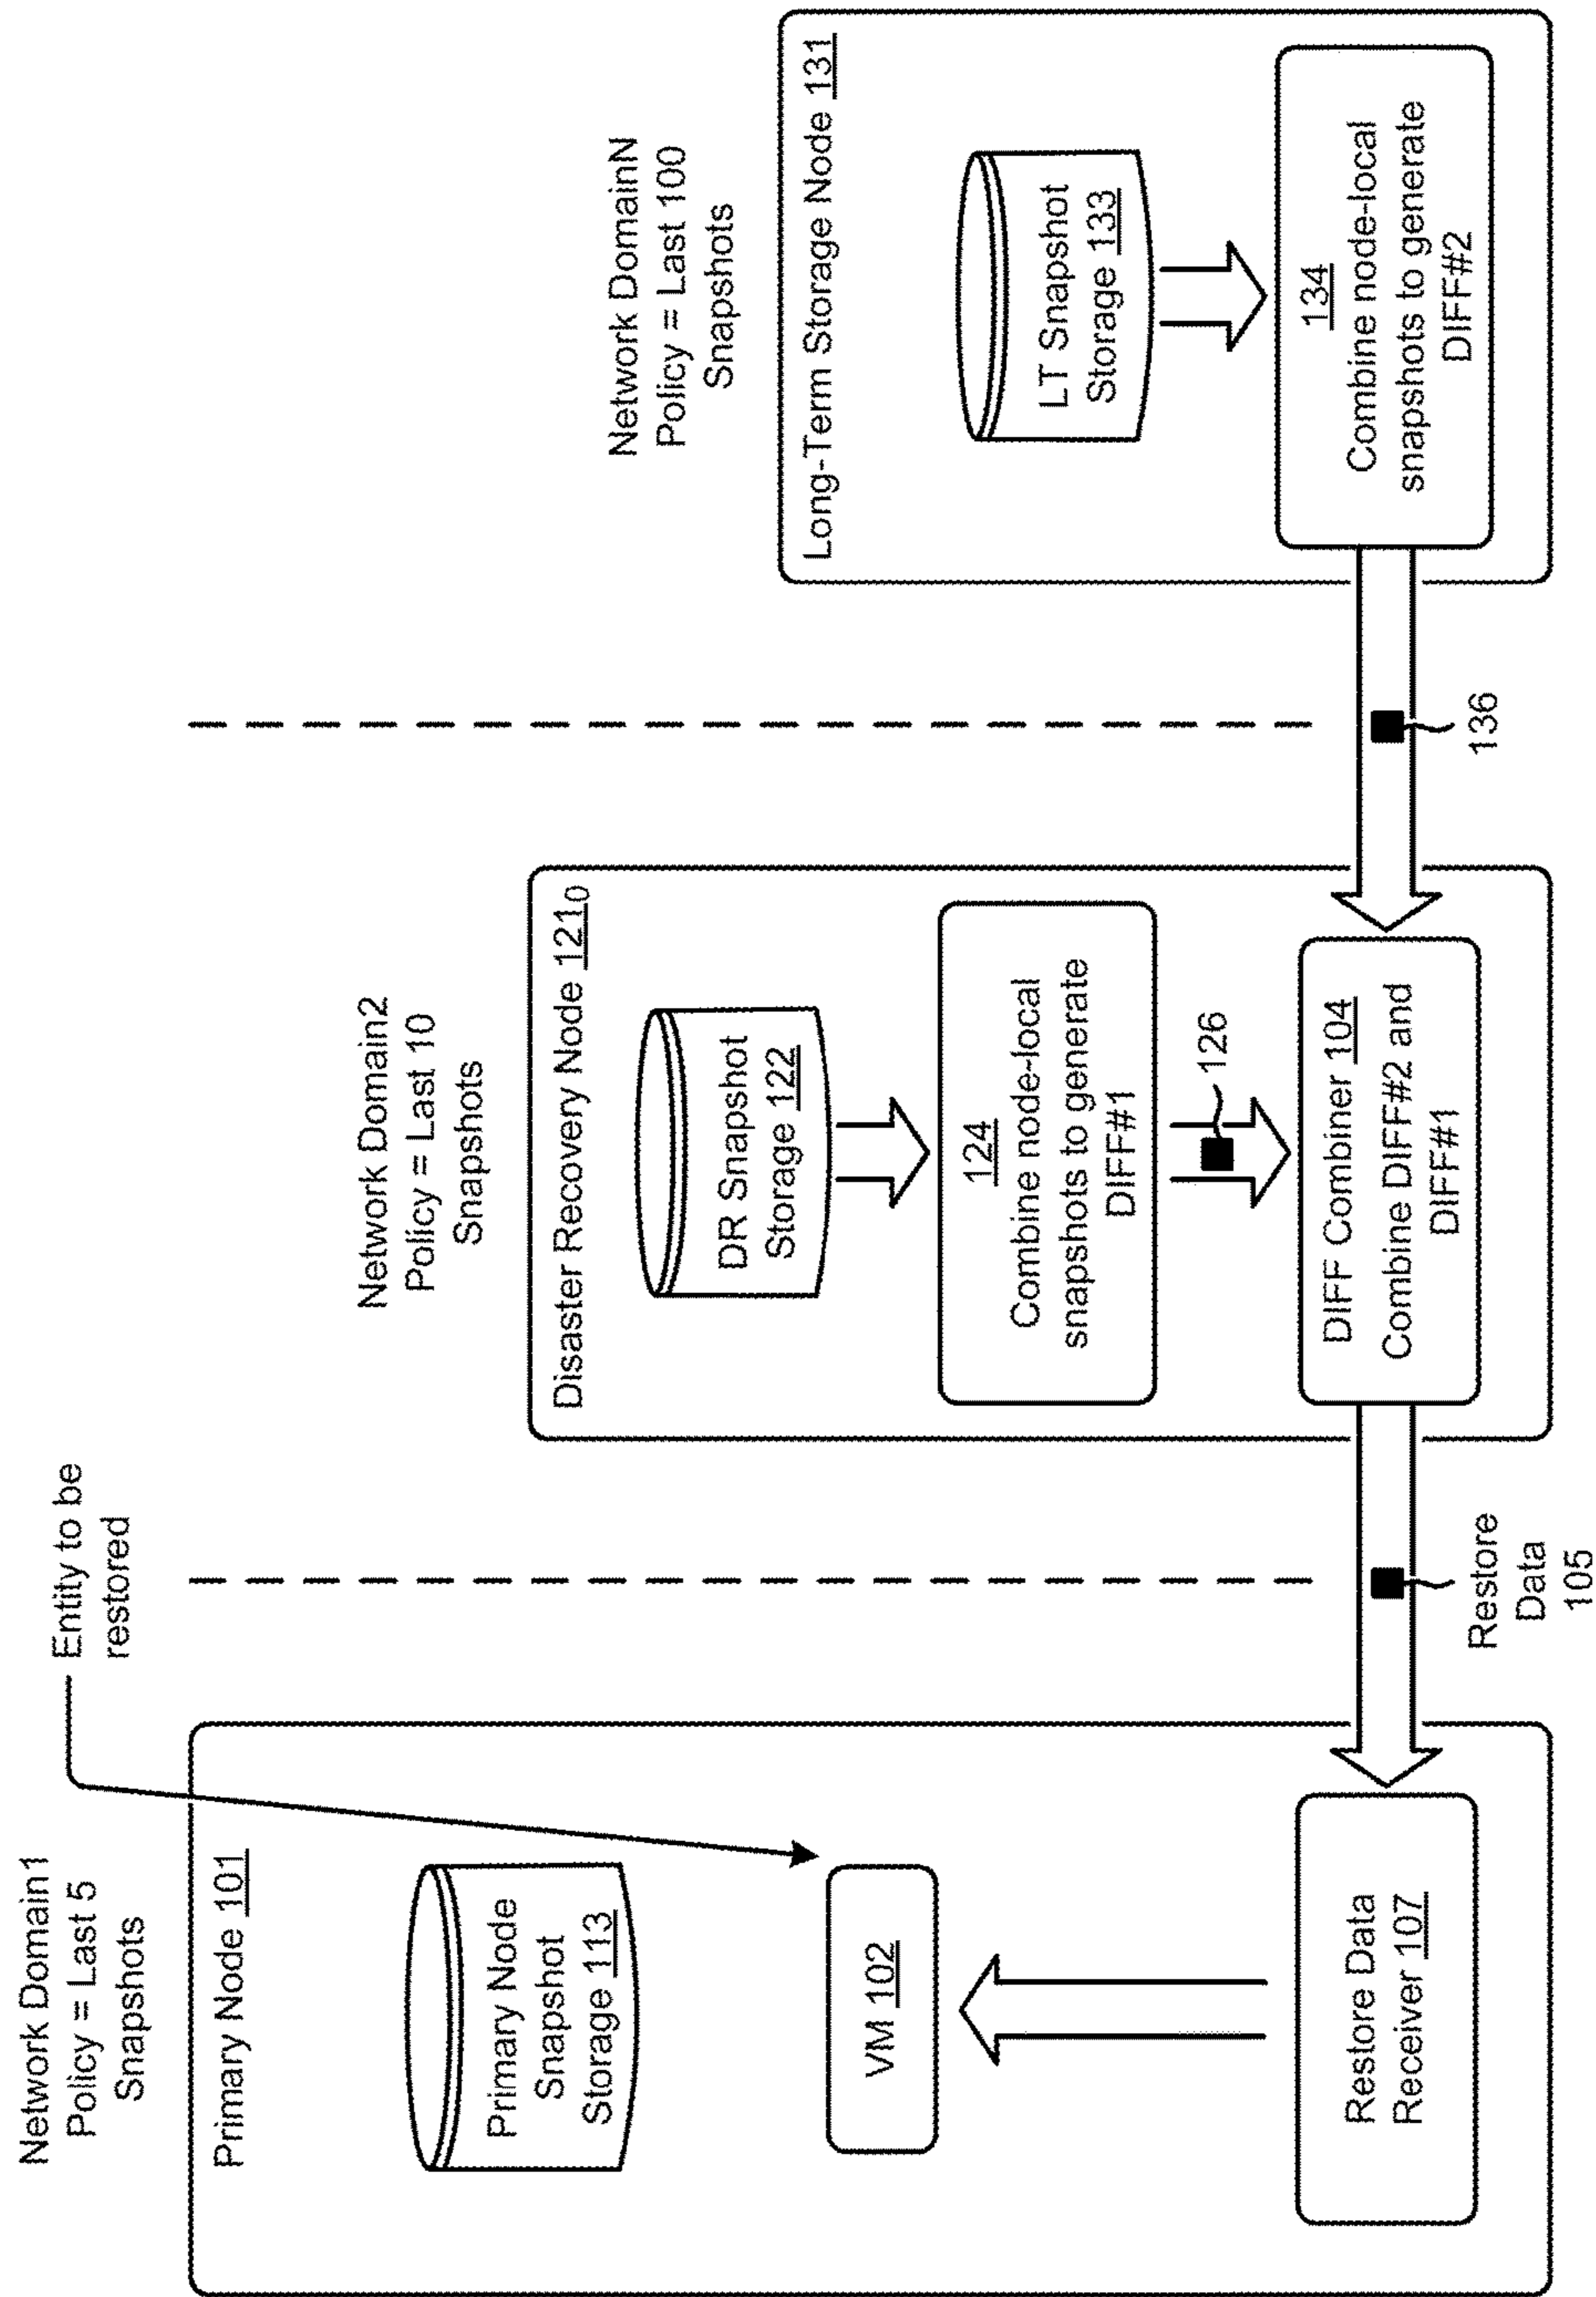 Network Domain1
Policy = Last 5
Snapshots
Entity to be
restored
Primary Node 101
Primary Node
Snapshot
Storage 113
VM 102
Restore Data
Receiver 107
Restore
Data
105
Network Domain2
Policy = Last 10
Snapshots
Disaster Recovery Node 121₀
DR Snapshot
Storage 122
124
Combine node-local
snapshots to generate
DIFF#1
126
DIFF Combiner 104
Combine DIFF#2 and
DIFF#1
136
Network DomainN
Policy = Last 100
Snapshots
Long-Term Storage Node 131
LT Snapshot
Storage 133
134
Combine node-local
snapshots to generate
DIFF#2